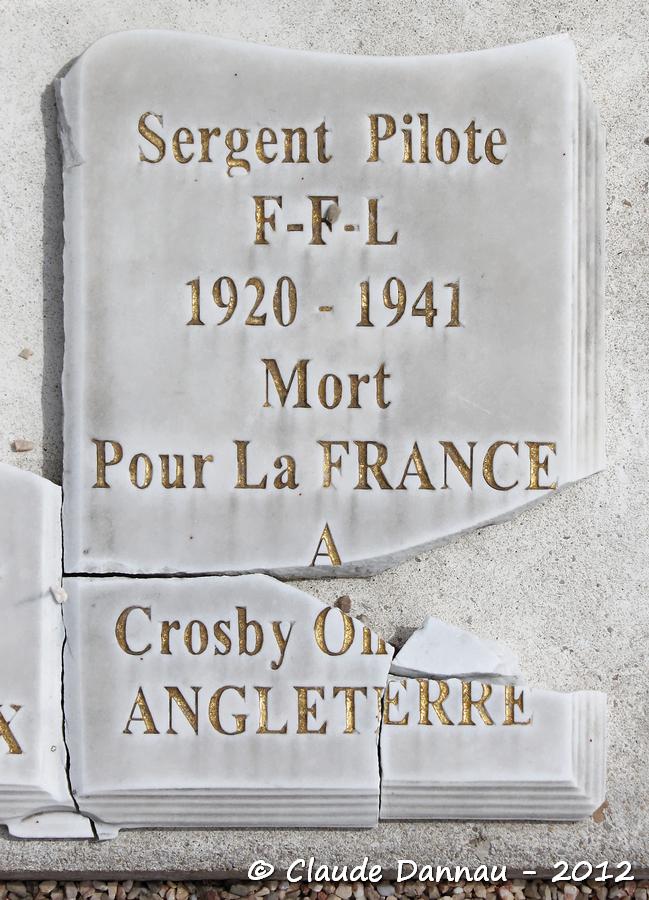 Sergent Pilote
F-F-L
1920 - 1941
Mort
Pour La FRANCE
A
Crosby
ANGLETERRE
X
© Claude Dannau - 2012